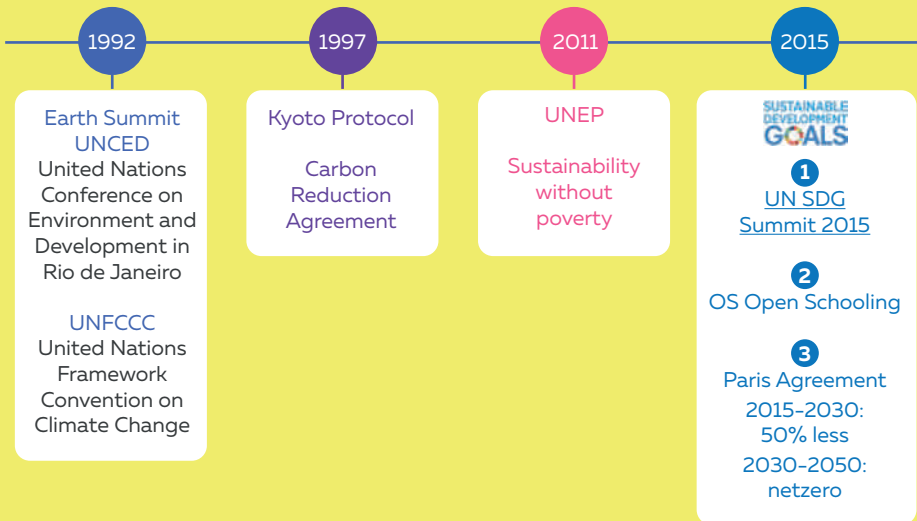 1992
Earth Summit
UNCED
United Nations
Conference on
Environment and
Development in
Rio de Janeiro
UNFCCC
United Nations
Framework
Convention on
Climate Change
1997
Kyoto Protocol
Carbon
Reduction
Agreement
2011
UNEP
Sustainability
without
poverty
2015
SUSTAINABLE
DEVELOPMENT
GOALS
1
UN SDG
Summit 2015
2
OS Open Schooling
3
Paris Agreement
2015-2030:
50% less
2030-2050:
netzero